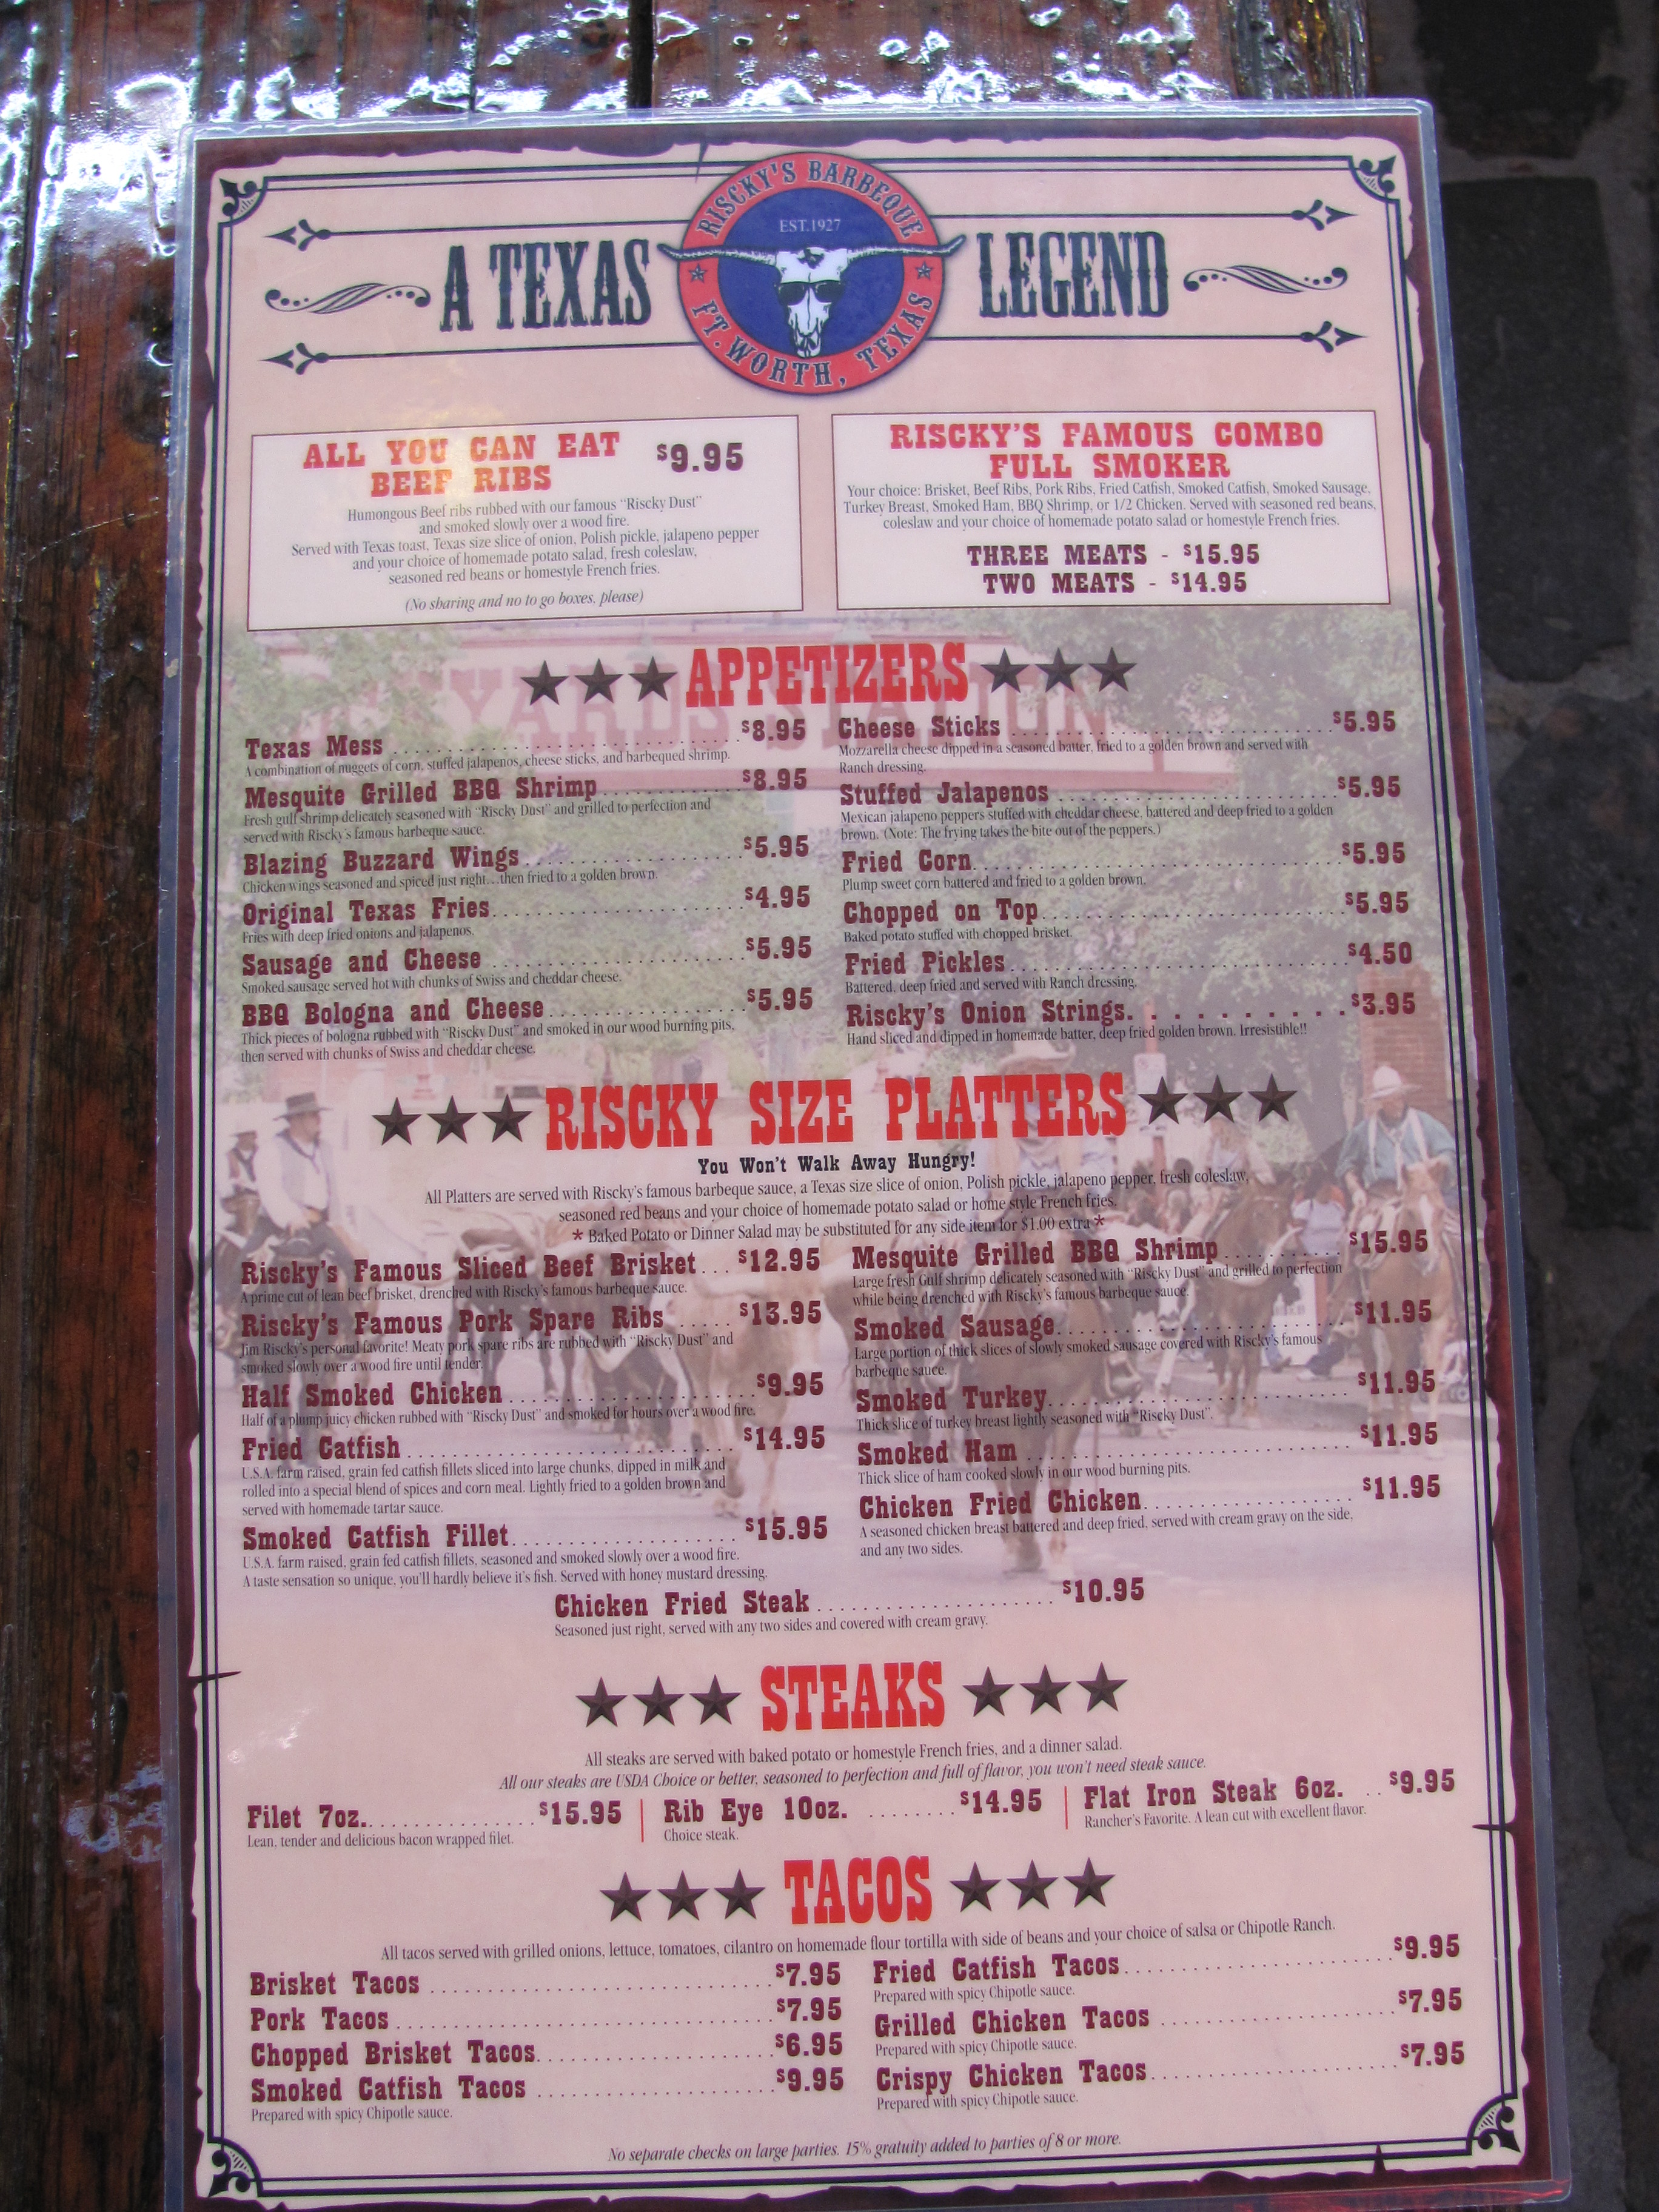 RISCKY'S BARBEQUE
EST.1927
A TEXAS LEGEND
FT. WORTH, TEXAS
ALL YOU CAN EAT
BEEF RIBS
$9.95
Humongous Beef ribs rubbed with our famous "Riscky Dust"
and smoked slowly over a wood fire.
Served with Texas toast, Texas size slice of onion, Polish pickle, jalapeno pepper
and your choice of homemade potato salad, fresh coleslaw,
seasoned red beans or homestyle French fries.
(No sharing and no to go boxes, please)
RISCKY'S FAMOUS COMBO
FULL SMOKER
Your choice: Brisket, Beef Ribs, Pork Ribs, Fried Catfish, Smoked Catfish, Smoked Sausage,
Turkey Breast, Smoked Ham, BBQ Shrimp, or 1/2 Chicken. Served with seasoned red beans,
coleslaw and your choice of homemade potato salad or homestyle French fries.
THREE MEATS - $15.95
TWO MEATS - $14.95
APPETIZERS
Texas Mess $8.95
A combination of nuggets of corn, stuffed jalapenos, cheese sticks, and barbequed shrimp.
Mesquite Grilled BBQ Shrimp $8.95
Fresh gulf shrimp delicately seasoned with "Riscky Dust" and grilled to perfection and
served with Riscky's famous barbeque sauce.
Blazing Buzzard Wings $5.95
Chicken wings seasoned and spiced just right...then fried to a golden brown.
Original Texas Fries $4.95
Fries with deep fried onions and jalapenos.
Sausage and Cheese $5.95
Smoked sausage served hot with chunks of Swiss and cheddar cheese.
BBQ Bologna and Cheese $5.95
Thick pieces of bologna rubbed with "Riscky Dust" and smoked in our wood burning pits,
then served with chunks of Swiss and cheddar cheese.
Cheese Sticks $5.95
Mozzarella cheese dipped in a seasoned batter, fried to a golden brown and served with
Ranch dressing.
Stuffed Jalapenos $5.95
Mexican jalapeno peppers stuffed with cheddar cheese, battered and deep fried to a golden
brown. (Note: The frying takes the bite out of the peppers.)
Fried Corn $5.95
Plump sweet corn battered and fried to a golden brown.
Chopped on Top $5.95
Baked potato stuffed with chopped brisket.
Fried Pickles $4.50
Battered, deep fried and served with Ranch dressing.
Riscky's Onion Strings. $3.95
Hand sliced and dipped in homemade batter, deep fried golden brown. Irresistible!!
RISCKY SIZE PLATTERS
You Won't Walk Away Hungry!
All Platters are served with Riscky's famous barbeque sauce, a Texas size slice of onion, Polish pickle, jalapeno pepper, fresh coleslaw,
seasoned red beans and your choice of homemade potato salad or home style French fries.
* Baked Potato or Dinner Salad may be substituted for any side item for $1.00 extra *
Riscky's Famous Sliced Beef Brisket $12.95
A prime cut of lean beef brisket, drenched with Riscky's famous barbeque sauce.
Riscky's Famous Pork Spare Ribs $13.95
Jim Riscky's personal favorite! Meaty pork spare ribs are rubbed with "Riscky Dust" and
smoked slowly over a wood fire until tender.
Half Smoked Chicken $9.95
Half of a plump juicy chicken rubbed with "Riscky Dust" and smoked for hours over a wood fire.
Fried Catfish $14.95
U.S.A. farm raised, grain fed catfish fillets sliced into large chunks, dipped in milk and
rolled into a special blend of spices and corn meal. Lightly fried to a golden brown and
served with homemade tartar sauce.
Smoked Catfish Fillet $15.95
U.S.A. farm raised, grain fed catfish fillets, seasoned and smoked slowly over a wood fire.
A taste sensation so unique, you'll hardly believe it's fish. Served with honey mustard dressing.
Mesquite Grilled BBQ Shrimp $15.95
Large fresh Gulf shrimp delicately seasoned with "Riscky Dust" and grilled to perfection
while being drenched with Riscky's famous barbeque sauce.
Smoked Sausage $11.95
Large portion of thick slices of slowly smoked sausage covered with Riscky's famous
barbeque sauce.
Smoked Turkey $11.95
Thick slice of turkey breast lightly seasoned with "Riscky Dust".
Smoked Ham $11.95
Thick slice of ham cooked slowly in our wood burning pits.
Chicken Fried Chicken $11.95
A seasoned chicken breast battered and deep fried, served with cream gravy on the side,
and any two sides.
Chicken Fried Steak $10.95
Seasoned just right, served with any two sides and covered with cream gravy.
STEAKS
All steaks are served with baked potato or homestyle French fries, and a dinner salad.
All our steaks are USDA Choice or better, seasoned to perfection and full of flavor, you won't need steak sauce.
Filet 7oz. $15.95
Lean, tender and delicious bacon wrapped filet.
Rib Eye 10oz. $14.95
Choice steak.
Flat Iron Steak 6oz. $9.95
Rancher's Favorite. A lean cut with excellent flavor.
TACOS
All tacos served with grilled onions, lettuce, tomatoes, cilantro on homemade flour tortilla with side of beans and your choice of salsa or Chipotle Ranch.
Brisket Tacos $7.95
Pork Tacos $7.95
Chopped Brisket Tacos $6.95
Smoked Catfish Tacos $9.95
Prepared with spicy Chipotle sauce.
Fried Catfish Tacos $9.95
Prepared with spicy Chipotle sauce.
Grilled Chicken Tacos $7.95
Prepared with spicy Chipotle sauce.
Crispy Chicken Tacos $7.95
Prepared with spicy Chipotle sauce.
No separate checks on large parties. 15% gratuity added to parties of 8 or more.